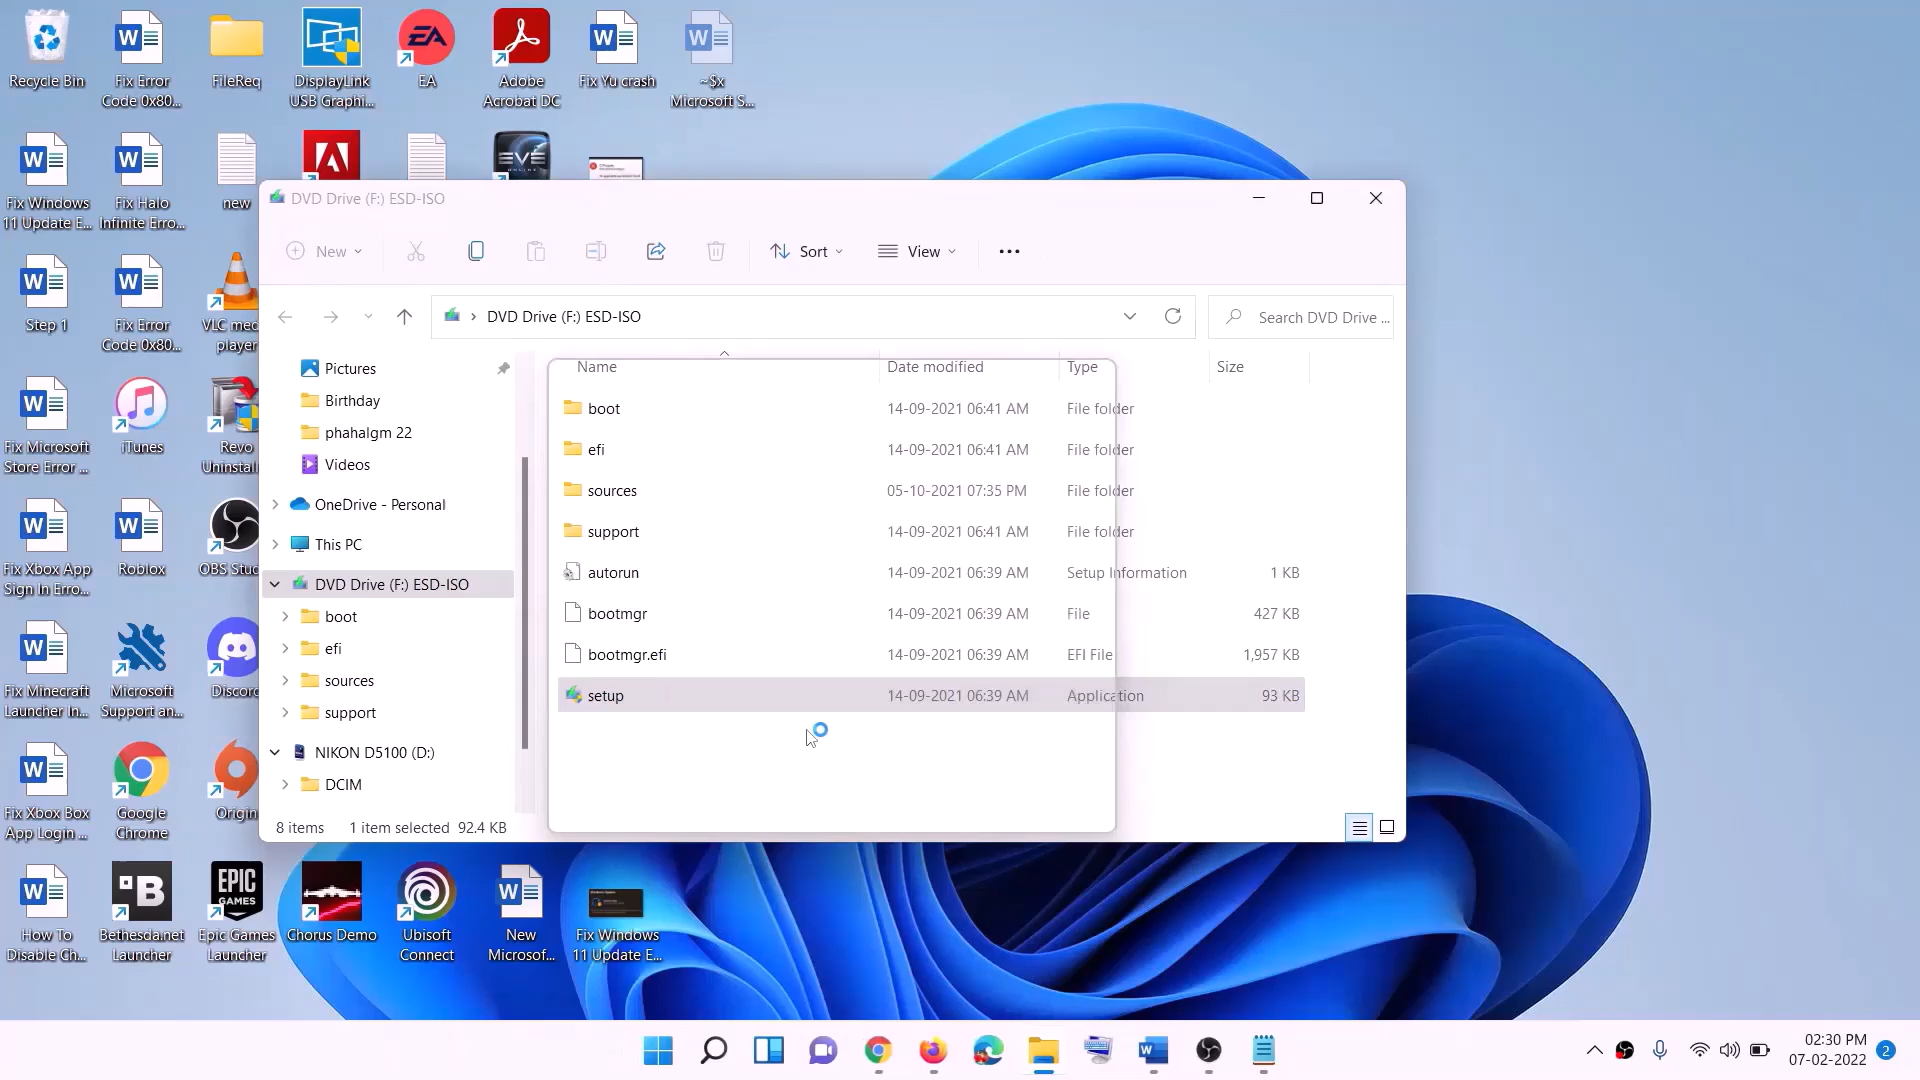 Recycle Bin
Fix Error
Code 0x80...
FileReq
DisplayLink
USB Graphi...
EA
EA
Adobe
Acrobat DC
Fix Yu crash
~$x
Microsoft S...
EVE
ONLINE
Fix Windows
11 Update E...
Fix Halo
Infinite Erro...
new
Step 1
Fix Error
Code 0x80...
VLC med
player
Fix Microsoft
Store Error ...
iTunes
Revo
Uninstall
Fix Xbox App
Sign In Erro...
Roblox
OBS Stud
Fix Minecraft
Launcher In...
Microsoft
Support an...
Discord
Fix Xbox Box
App Login ...
Google
Chrome
Origin
How To
Disable Ch...
B
Bethesda.net
Launcher
EPIC
GAMES
Epic Games
Launcher
Chorus Demo
Ubisoft
Connect
New
Microsof...
Fix Windows
11 Update E...
DVD Drive (F:) ESD-ISO
New
Sort
View
DVD Drive (F:) ESD-ISO
Search DVD Drive ...
Pictures
Birthday
phahalgm 22
Videos
OneDrive - Personal
This PC
DVD Drive (F:) ESD-ISO
boot
efi
sources
support
NIKON D5100 (D:)
DCIM
Name Date modified Type Size
boot 14-09-2021 06:41 AM File folder
efi 14-09-2021 06:41 AM File folder
sources 05-10-2021 07:35 PM File folder
support 14-09-2021 06:41 AM File folder
autorun 14-09-2021 06:39 AM Setup Information 1 KB
bootmgr 14-09-2021 06:39 AM File 427 KB
bootmgr.efi 14-09-2021 06:39 AM EFI File 1,957 KB
setup 14-09-2021 06:39 AM Application 93 KB
8 items 1 item selected 92.4 KB
02:30 PM
07-02-2022
2